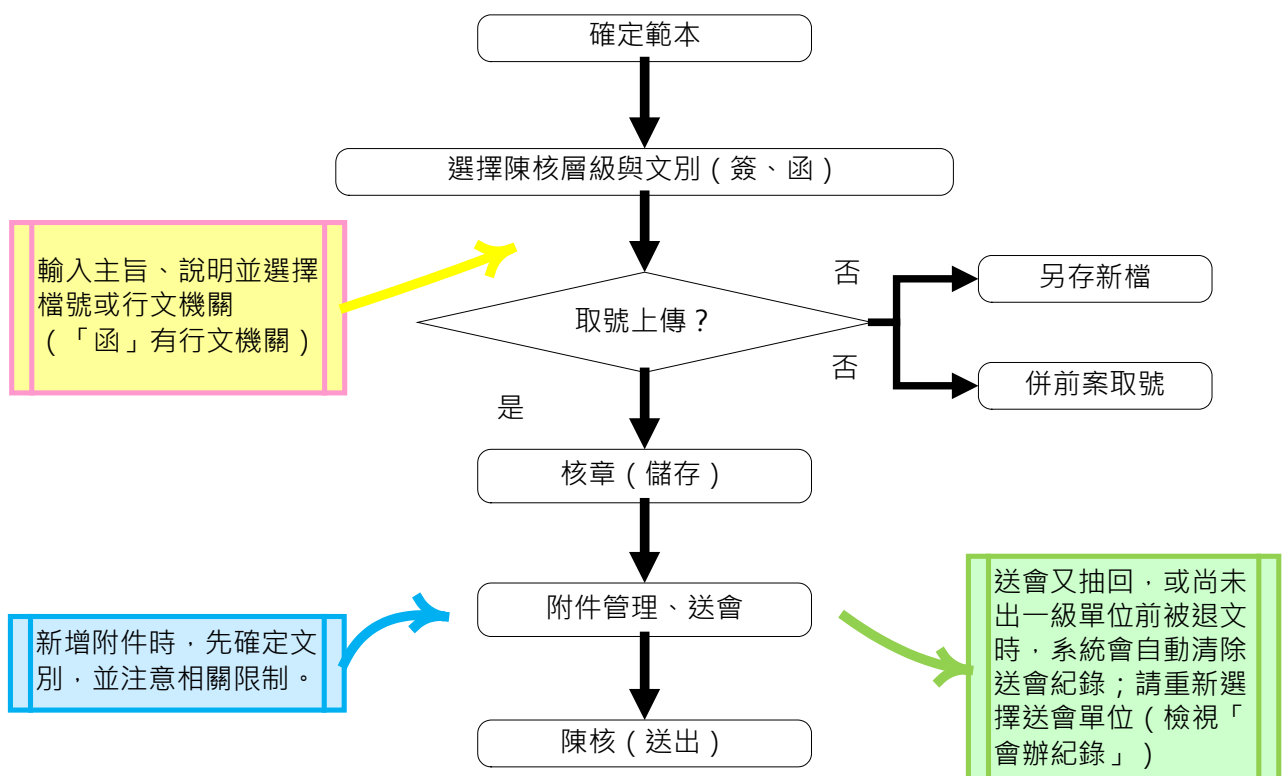 確定範本
選擇陳核層級與文別（簽、函）
輸入主旨、說明並選擇
檔號或行文機關
（「函」有行文機關）
取號上傳？
否
另存新檔
否
併前案取號
是
核章（儲存）
附件管理、送會
新增附件時，先確定文
別，並注意相關限制。
送會又抽回，或尚未
出一級單位前被退文
時，系統會自動清除
送會紀錄；請重新選
擇送會單位（檢視「
會辦紀錄」）
陳核（送出）